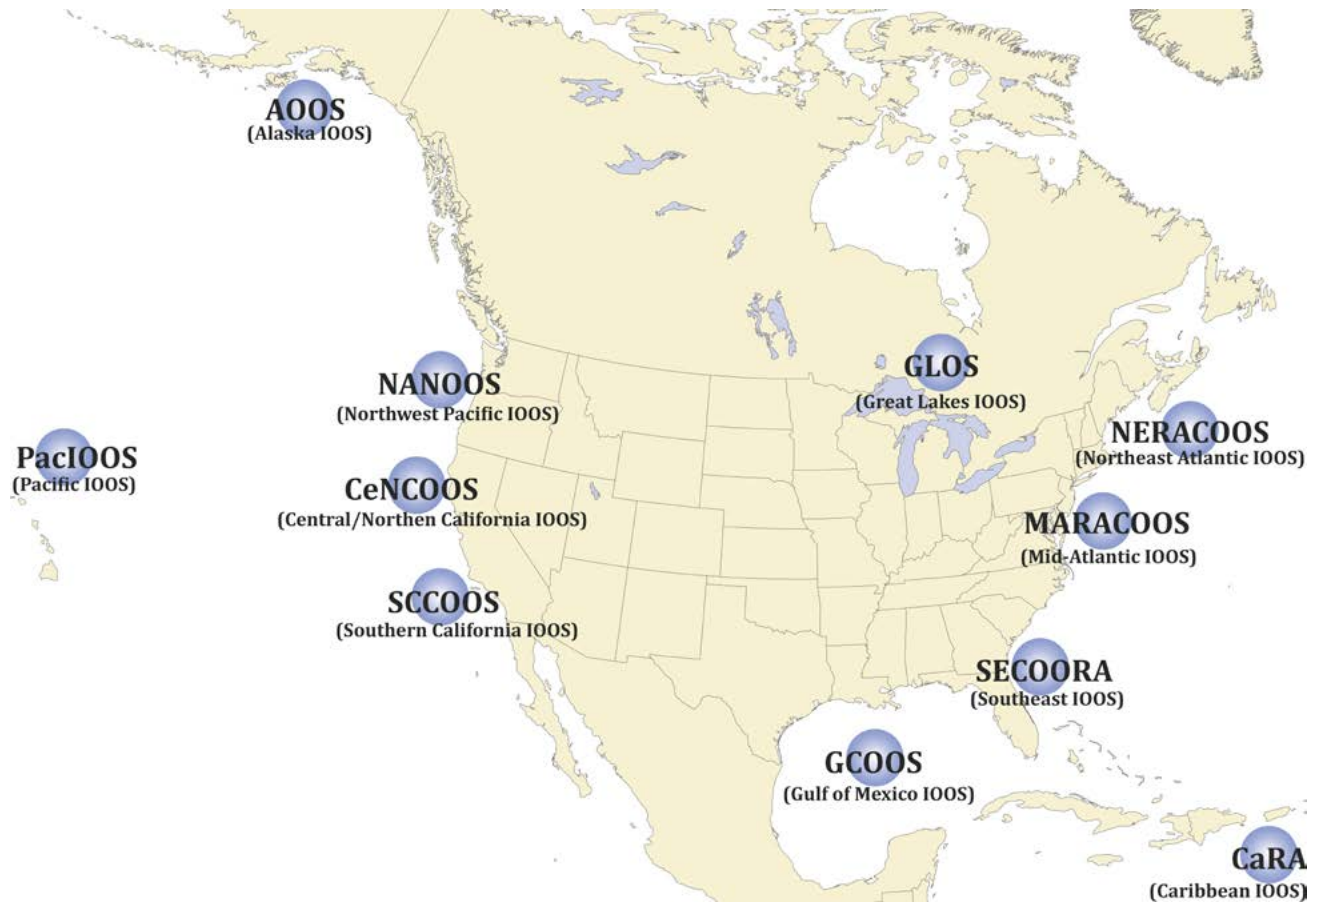 AOOS
(Alaska IOOS)
NANOOS
(Northwest Pacific IOOS)
GLOS
(Great Lakes IOOS)
NERACOOS
(Northeast Atlantic IOOS)
PacIOOS
(Pacific IOOS)
CeNCOOS
(Central/Northen California IOOS)
MARACOOS
(Mid-Atlantic IOOS)
SCCOOS
(Southern California IOOS)
SECOORA
(Southeast IOOS)
GCOOS
(Gulf of Mexico IOOS)
CaRA
(Caribbean IOOS)